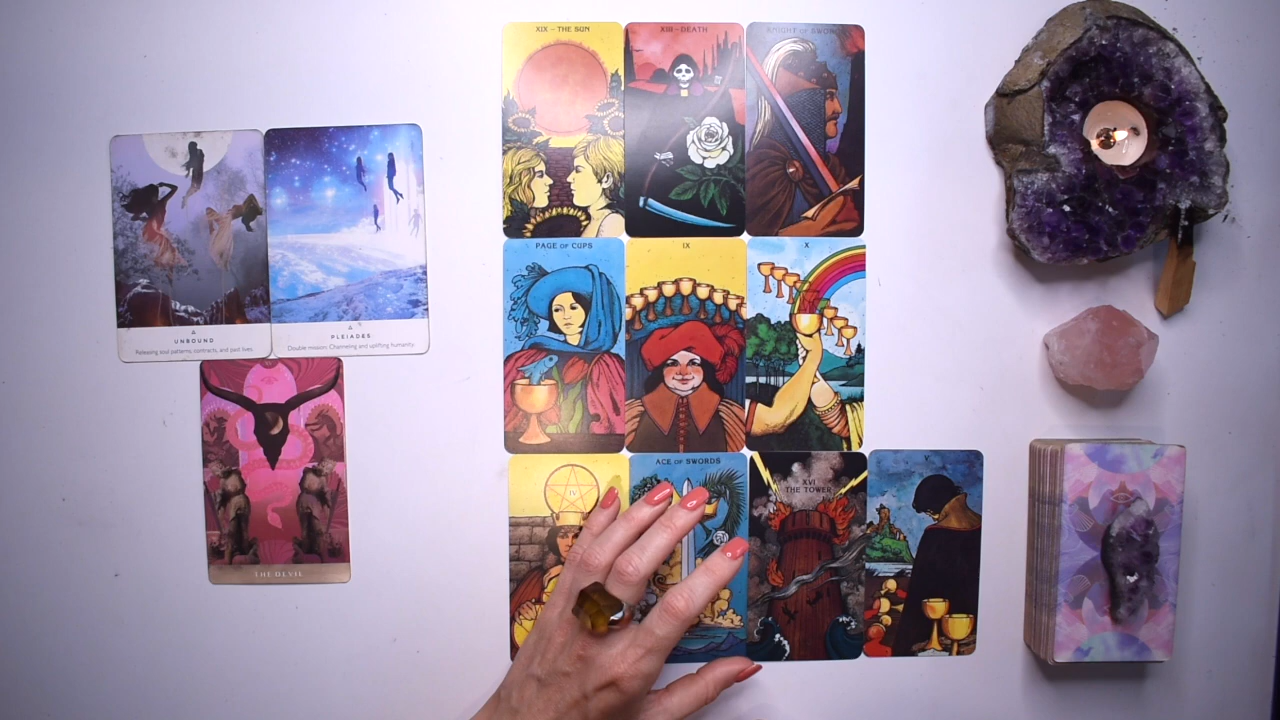 UNBOUND
Releasing soul patterns, contracts, and past lives.
PLEIADES
Double mission: Channeling and uplifting humanity.
THE DEVIL
XIX - THE SUN
XIII - DEATH
KNIGHT OF SWORDS
PAGE OF CUPS
IX
X
IV
ACE OF SWORDS
XVI
THE TOWER
V